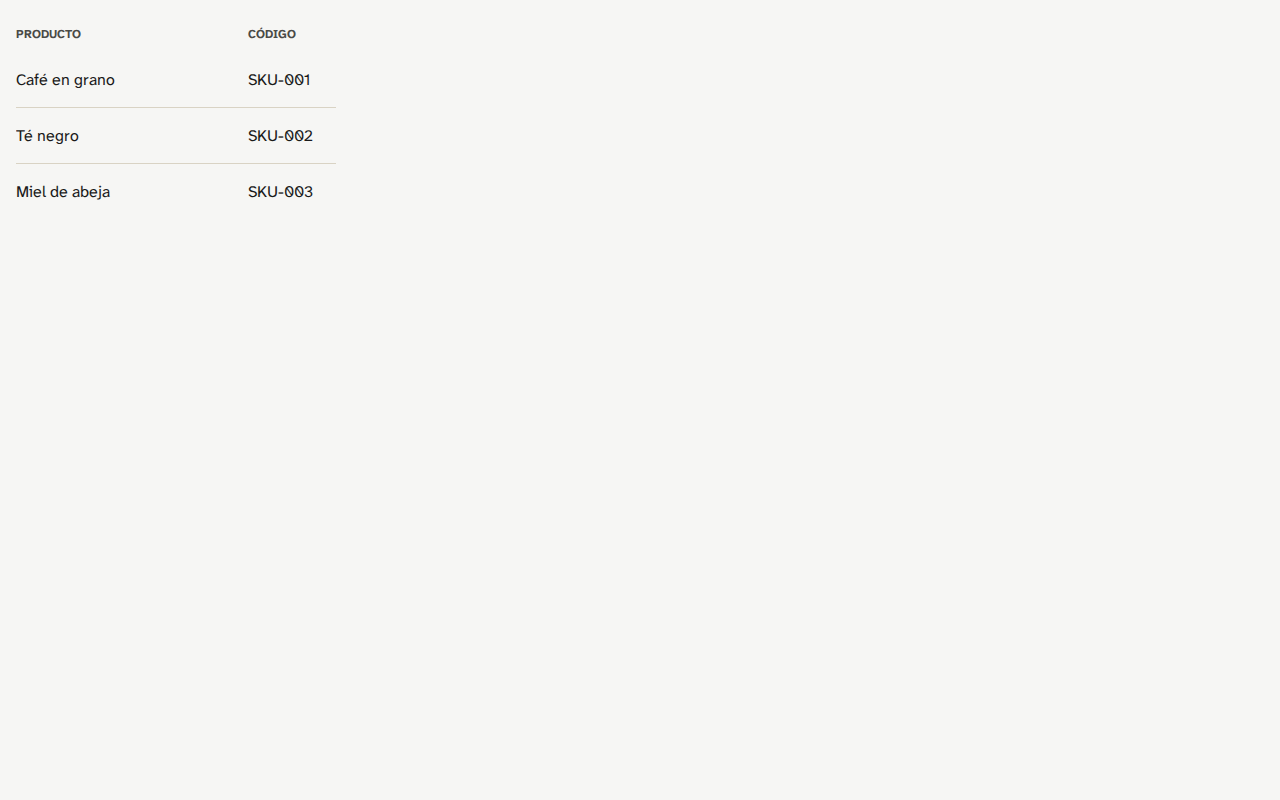 PRODUCTO CÓDIGO
Café en grano SKU-001
Té negro SKU-002
Miel de abeja SKU-003